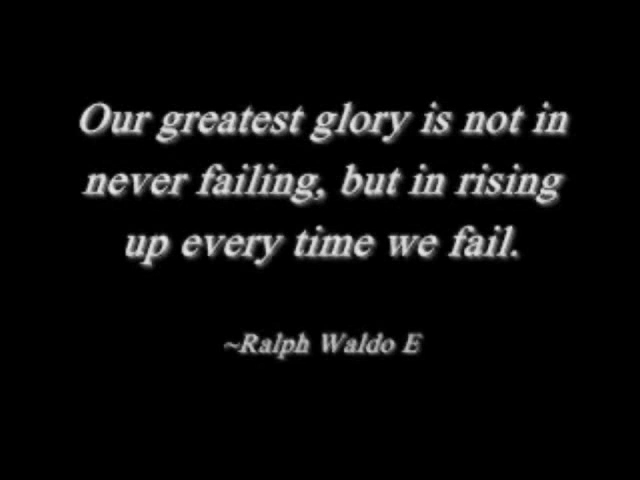 Our greatest glory is not in
never failing, but in rising
up every time we fail.
~Ralph Waldo E